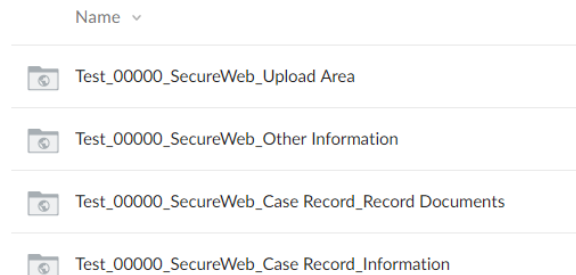 Name
Test_00000_SecureWeb_Upload Area
Test_00000_SecureWeb_Other Information
Test_00000_SecureWeb_Case Record_Record Documents
Test_00000_SecureWeb_Case Record_Information